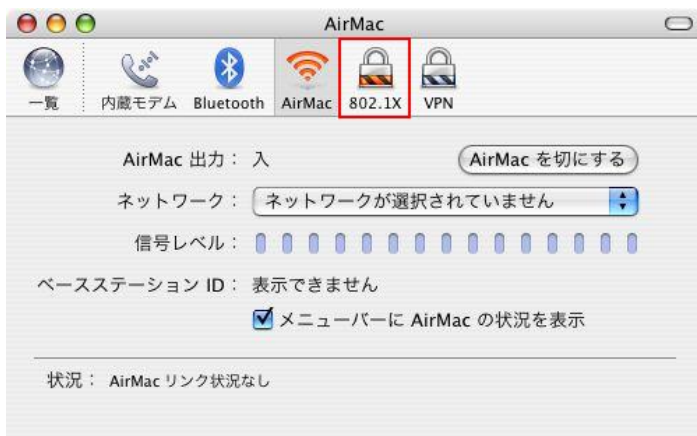 AirMac
一覧 内蔵モデム Bluetooth AirMac 802.1X VPN
AirMac 出力： 入 AirMac を切にする
ネットワーク： ネットワークが選択されていません
信号レベル：
ベースステーション ID： 表示できません
メニューバーに AirMac の状況を表示
状況： AirMac リンク状況なし